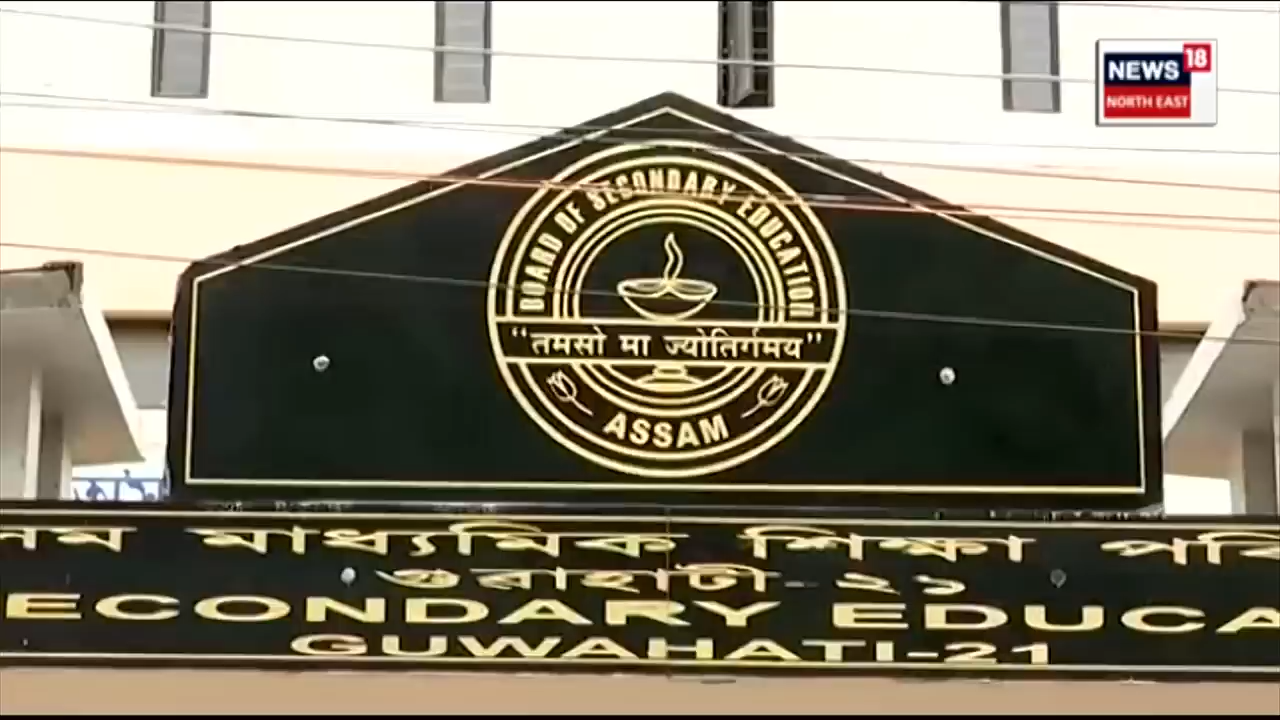 NEWS 18
NORTH EAST
BOARD OF SECONDARY EDUCATION
“तमसो मा ज्योतिर्गमय”
ASSAM
মাধ্যমিক শিক্ষা
গুৱাহাটী - ২১
ECONDARY EDUCA
GUWAHATI-21